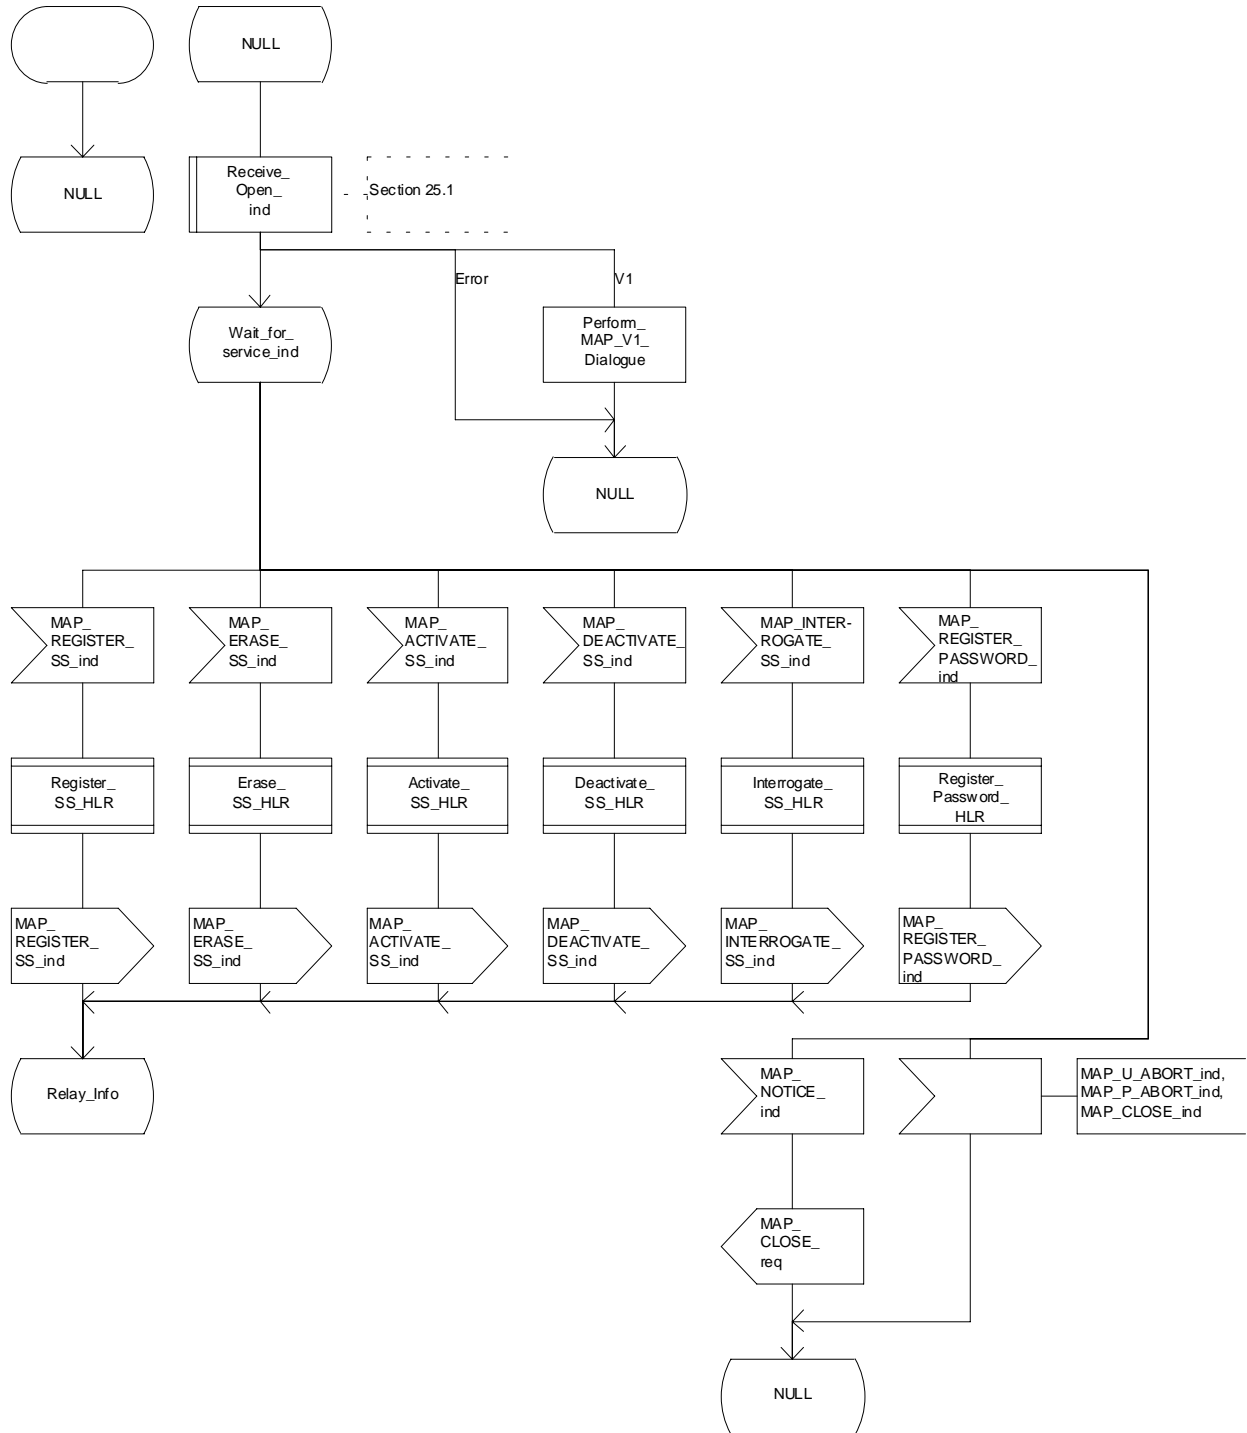 NULL
NULL
Receive_
Open_
ind
Section 25.1
Error
V1
Wait_for_
service_ind
Perform_
MAP_V1_
Dialogue
NULL
MAP_
REGISTER_
SS_ind
MAP_
ERASE_
SS_ind
MAP_
ACTIVATE_
SS_ind
MAP_
DEACTIVATE_
SS_ind
MAP_INTER-
ROGATE_
SS_ind
MAP_
REGISTER_
PASSWORD_
ind
Register_
SS_HLR
Erase_
SS_HLR
Activate_
SS_HLR
Deactivate_
SS_HLR
Interrogate_
SS_HLR
Register_
Password_
HLR
MAP_
REGISTER_
SS_ind
MAP_
ERASE_
SS_ind
MAP_
ACTIVATE_
SS_ind
MAP_
DEACTIVATE_
SS_ind
MAP_
INTERROGATE_
SS_ind
MAP_
REGISTER_
PASSWORD_
ind
Relay_Info
MAP_
NOTICE_
ind
MAP_U_ABORT_ind,
MAP_P_ABORT_ind,
MAP_CLOSE_ind
MAP_
CLOSE_
req
NULL